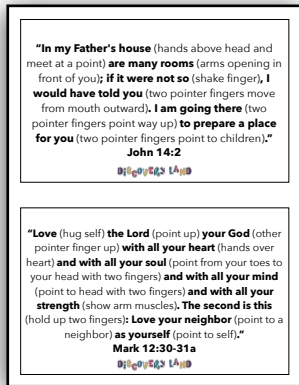 “In my Father's house (hands above head and
meet at a point) are many rooms (arms opening in
front of you); if it were not so (shake finger), I
would have told you (two pointer fingers move
from mouth outward). I am going there (two
pointer fingers point way up) to prepare a place
for you (two pointer fingers point to children).”
John 14:2
DiSCOVERY LAND
“Love (hug self) the Lord (point up) your God (other
pointer finger up) with all your heart (hands over
heart) and with all your soul (point from your toes to
your head with two fingers) and with all your mind
(point to head with two fingers) and with all your
strength (show arm muscles). The second is this
(hold up two fingers): Love your neighbor (point to a
neighbor) as yourself (point to self).”
Mark 12:30-31a
DiSCOVERY LAND